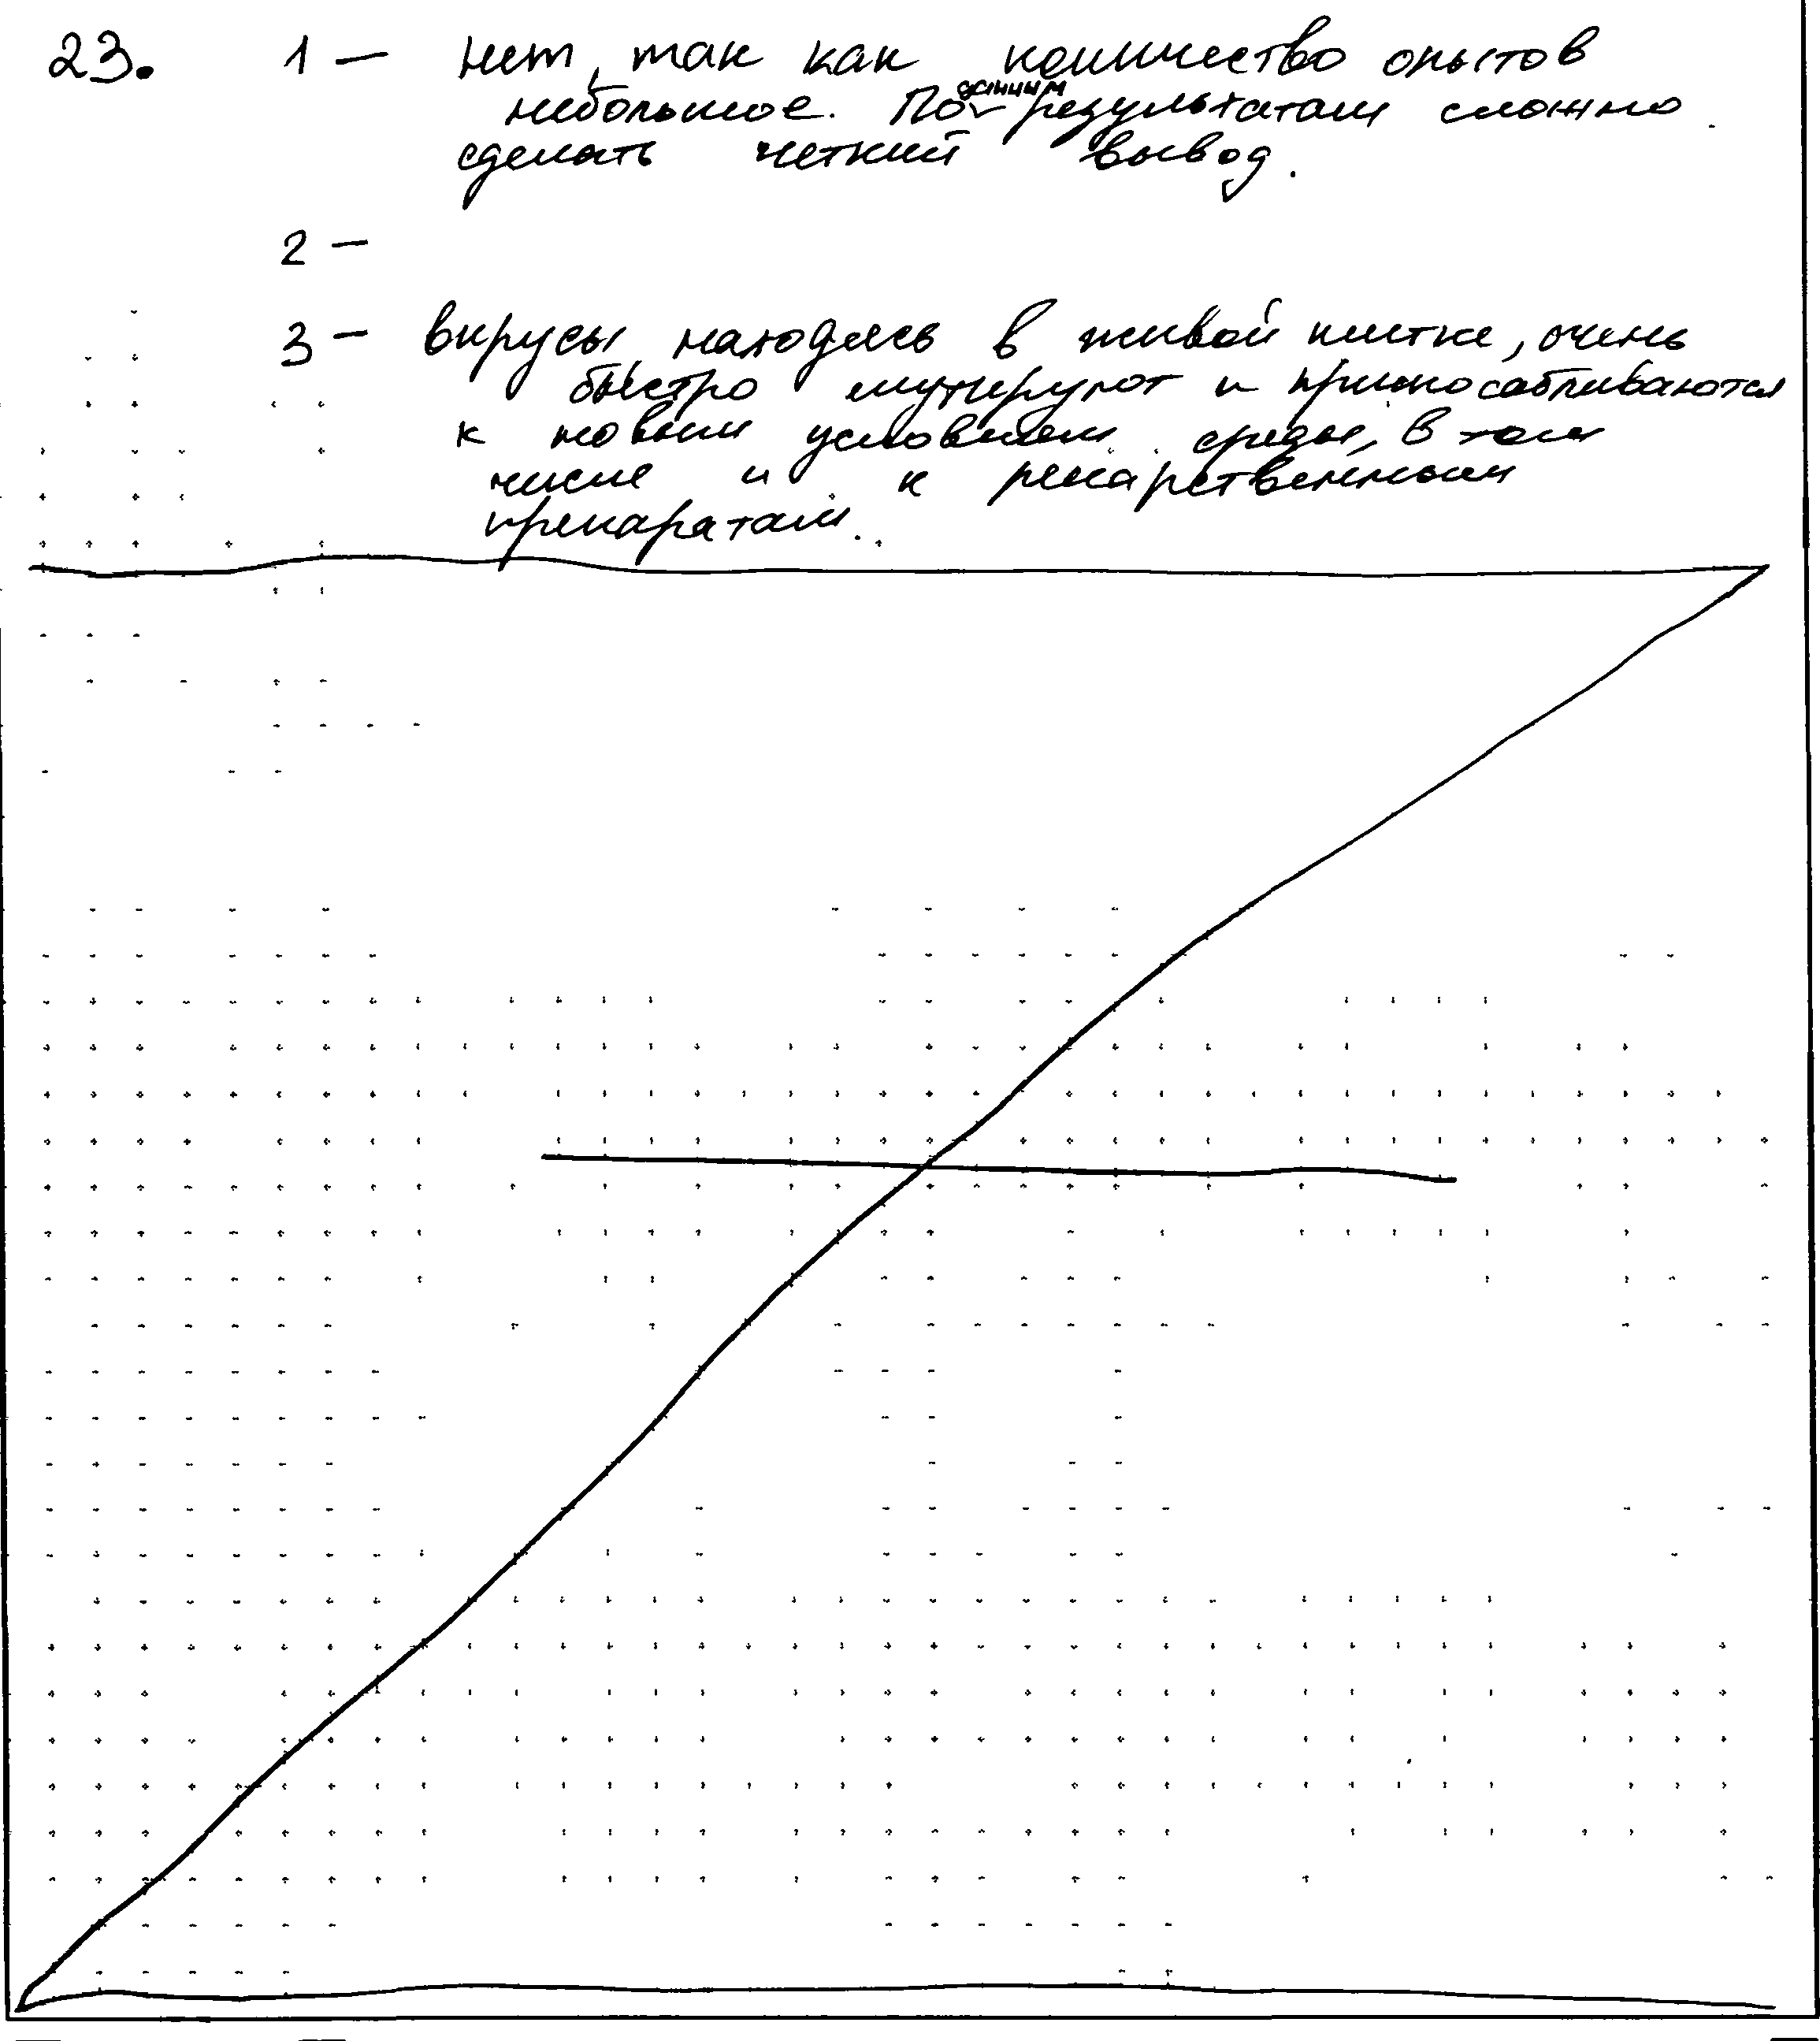 23. 1 — нет, так как количество опытов
небольшое. По данным результатам сложно
сделать четкий вывод.
2 —
3 — вирусы, находясь в живой клетке, очень
быстро мутируют и приспосабливаются
к новым условиям среды, в том
числе и к лекарственным
препаратам.